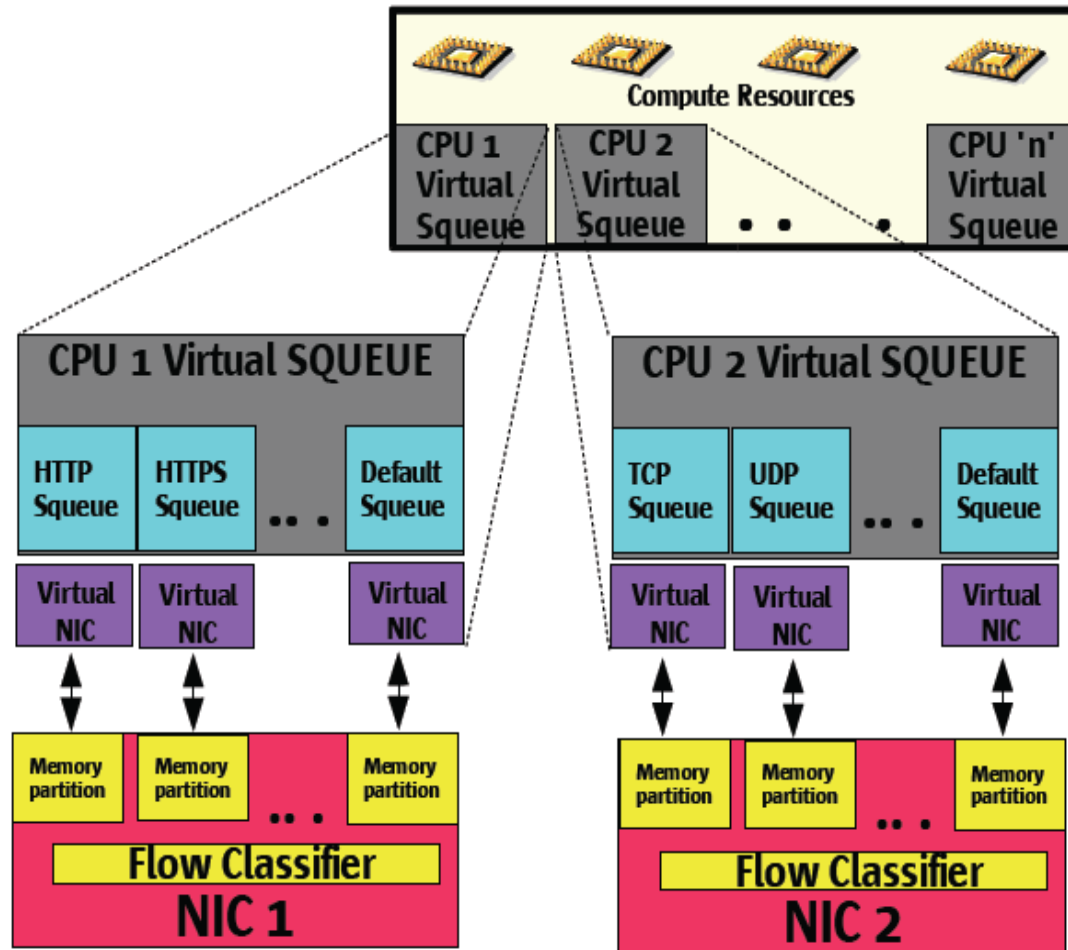 Compute Resources
CPU 1
Virtual
Squeue
CPU 2
Virtual
Squeue
. . .
CPU 'n'
Virtual
Squeue
CPU 1 Virtual SQUEUE
HTTP
Squeue
HTTPS
Squeue
.. .
Default
Squeue
Virtual
NIC
Virtual
NIC
Virtual
NIC
Memory
partition
Memory
partition
.. .
Memory
partition
Flow Classifier
NIC 1
CPU 2 Virtual SQUEUE
TCP
Squeue
UDP
Squeue
.. .
Default
Squeue
Virtual
NIC
Virtual
NIC
Virtual
NIC
Memory
partition
Memory
partition
.. .
Memory
partition
Flow Classifier
NIC 2